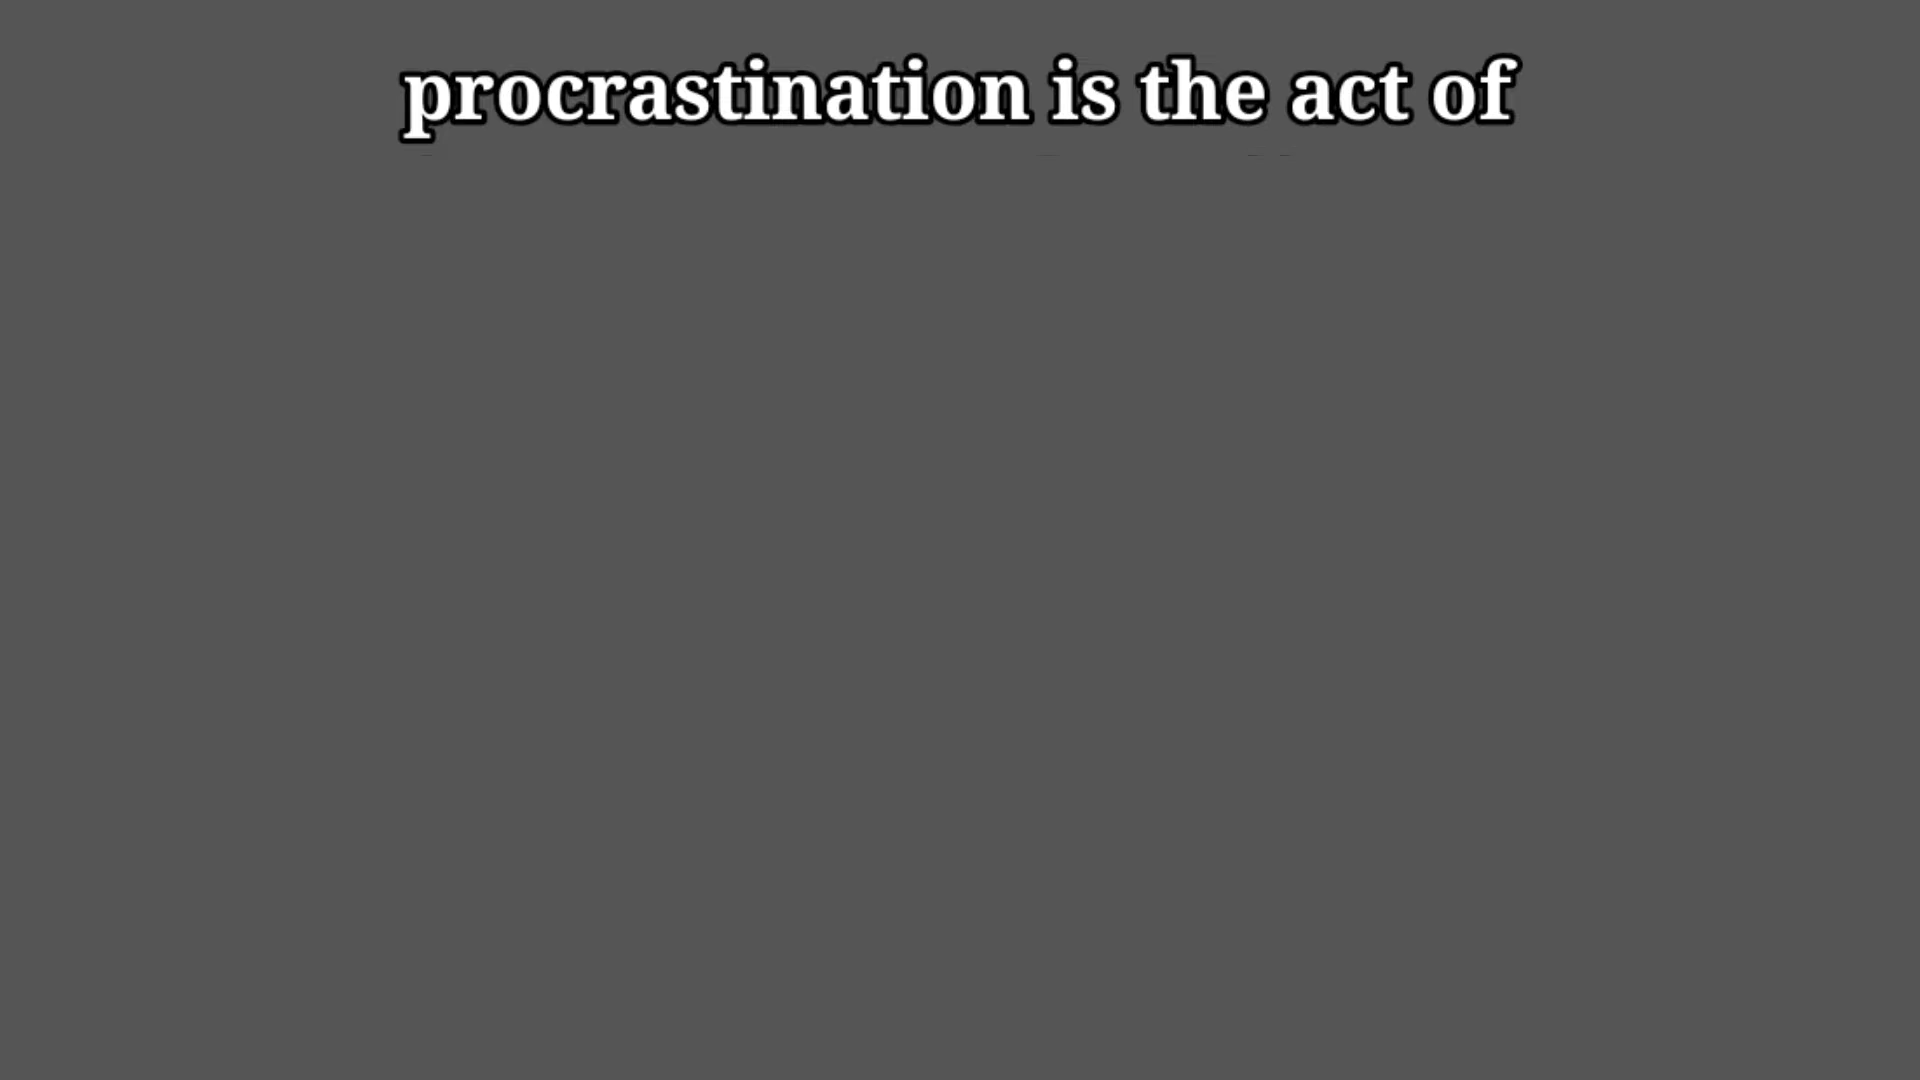 procrastination is the act of